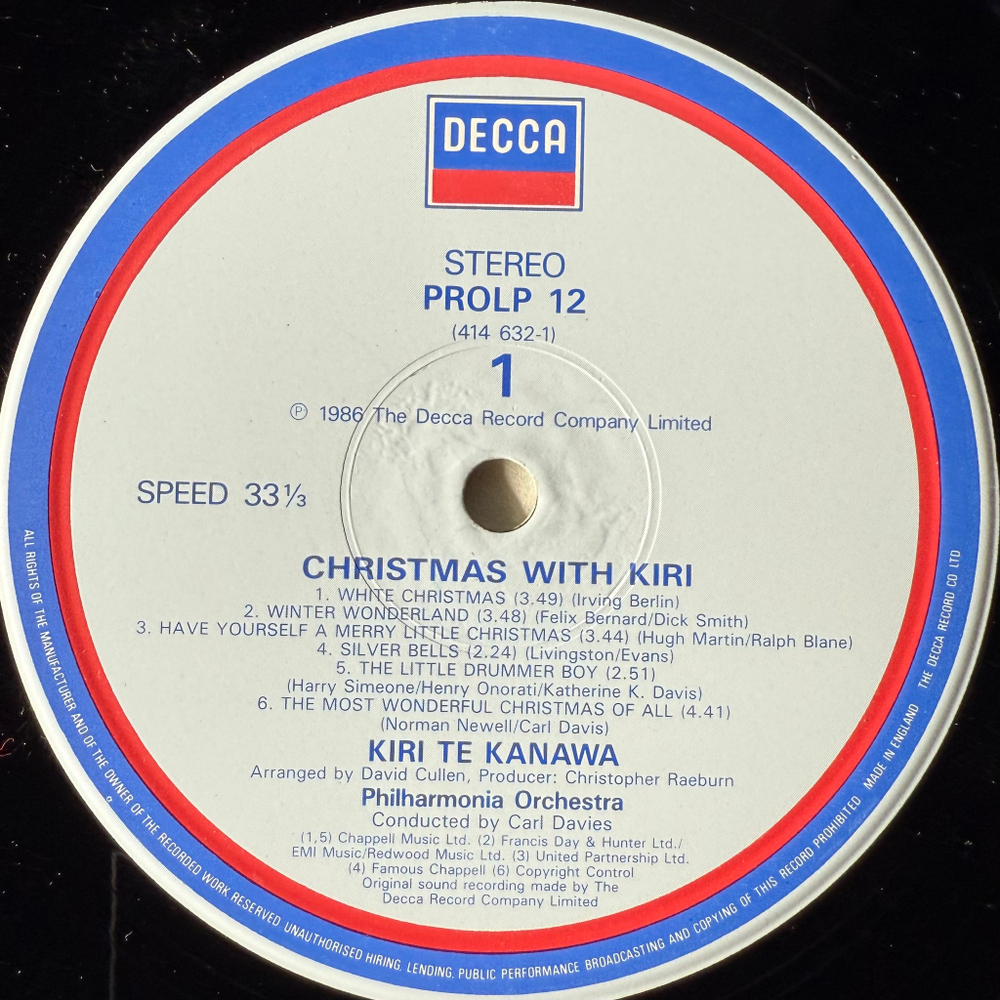 DECCA
STEREO
PROLP 12
(414 632-1)
1
Ⓟ 1986 The Decca Record Company Limited
SPEED 33⅓
CHRISTMAS WITH KIRI
1. WHITE CHRISTMAS (3.49) (Irving Berlin)
2. WINTER WONDERLAND (3.48) (Felix Bernard/Dick Smith)
3. HAVE YOURSELF A MERRY LITTLE CHRISTMAS (3.44) (Hugh Martin/Ralph Blane)
4. SILVER BELLS (2.24) (Livingston/Evans)
5. THE LITTLE DRUMMER BOY (2.51)
(Harry Simeone/Henry Onorati/Katherine K. Davis)
6. THE MOST WONDERFUL CHRISTMAS OF ALL (4.41)
(Norman Newell/Carl Davis)
KIRI TE KANAWA
Arranged by David Cullen, Producer: Christopher Raeburn
Philharmonia Orchestra
Conducted by Carl Davies
(1,5) Chappell Music Ltd. (2) Francis Day & Hunter Ltd./
EMI Music/Redwood Music Ltd. (3) United Partnership Ltd.
(4) Famous Chappell (6) Copyright Control
Original sound recording made by The
Decca Record Company Limited
ALL RIGHTS OF THE MANUFACTURER AND OF THE OWNER OF THE RECORDED WORK RESERVED UNAUTHORISED HIRING, LENDING, PUBLIC PERFORMANCE BROADCASTING AND COPYING OF THIS RECORD PROHIBITED MADE IN ENGLAND THE DECCA RECORD CO LTD